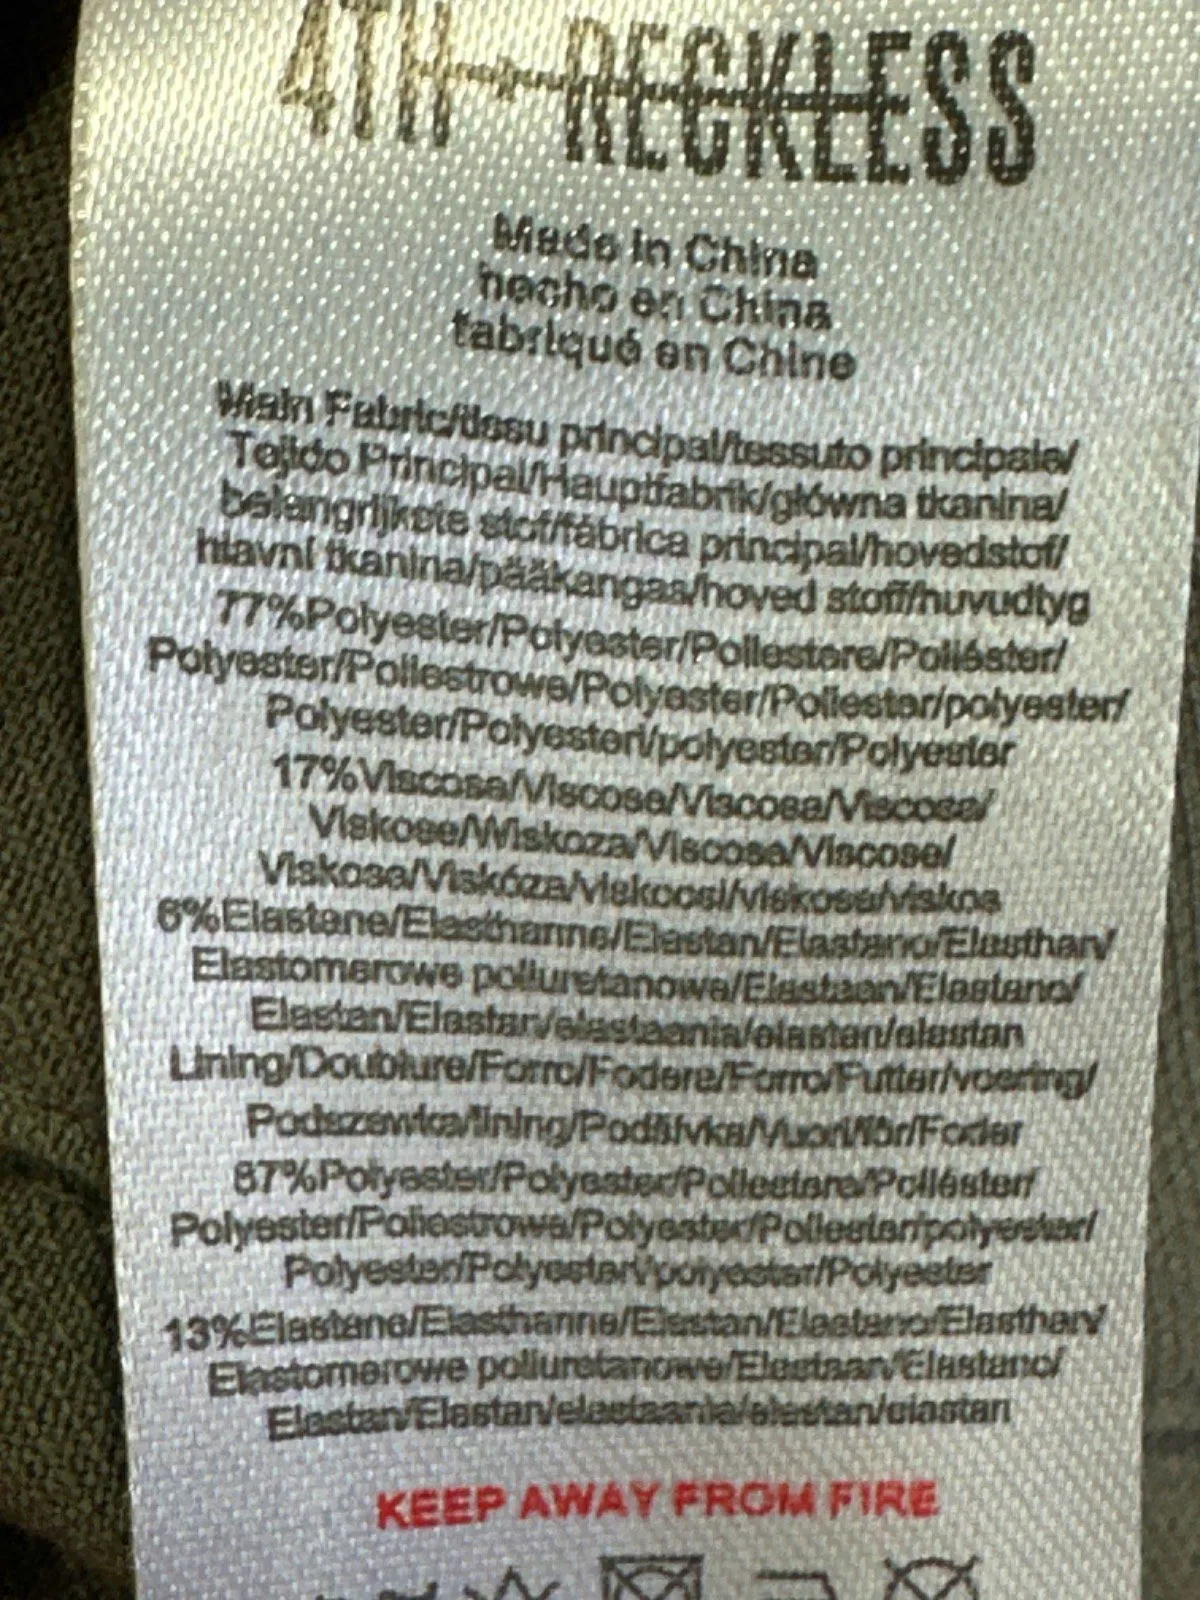 4TH RECKLESS
Made in China
hecho en China
fabriqué en Chine
Main Fabric/tissu principal/tessuto principale/
Tejido Principal/Hauptfabrik/główna tkanina/
belangrijkste stof/fábrica principal/hovedstof/
hlavní tkanina/pääkangas/hoved stoff/huvudtyg
77%Polyester/Polyester/Poliestere/Poliéster/
Polyester/Poliestrowe/Polyester/Poliester/polyester/
Polyester/Polyesteri/polyester/Polyester
17%Viscose/Viscose/Viscosa/Viscosa/
Viskose/Wiskoza/Viscose/Viscose/
Viskose/Viskóza/viskoosi/viskose/viskos
6%Elastane/Elasthanne/Elastan/Elastano/Elasthan/
Elastomerowe poliuretanowe/Elastaan/Elastano/
Elastan/Elastan/elastaania/elastan/elastan
Lining/Doublure/Forro/Fodera/Forro/Futter/voering/
Podszewka/lining/Podšívka/Vuori/fôr/Foder
87%Polyester/Polyester/Poliestere/Poliéster/
Polyester/Poliestrowe/Polyester/Poliester/polyester/
Polyester/Polyesteri/polyester/Polyester
13%Elastane/Elasthanne/Elastan/Elastano/Elasthan/
Elastomerowe poliuretanowe/Elastaan/Elastano/
Elastan/Elastan/elastaania/elastan/elastan
KEEP AWAY FROM FIRE